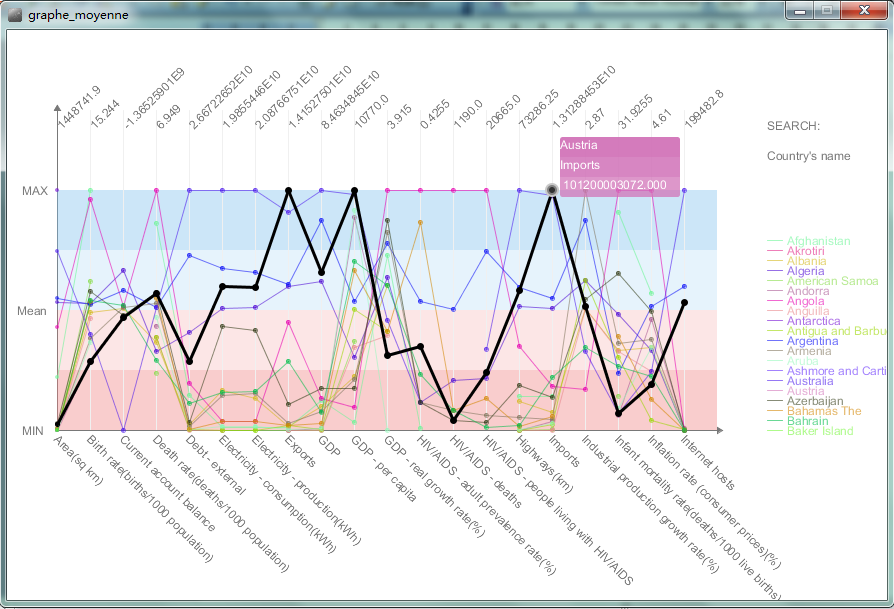 graphe_moyenne
1448741.9
15.244
-1.36525901E9
6.949
2.66722652E10
1.9855446E10
2.08766751E10
1.41527501E10
8.4634845E10
10770.0
3.915
0.4255
1190.0
20665.0
73286.25
1.31288453E10
2.87
31.9255
4.61
199482.8
SEARCH:
Country's name
MAX
Mean
MIN
Austria
Imports
101200003072.000
Afghanistan
Akrotiri
Albania
Algeria
American Samoa
Andorra
Angola
Anguilla
Antarctica
Antigua and Barbu
Argentina
Armenia
Aruba
Ashmore and Carti
Australia
Austria
Azerbaijan
Bahamas The
Bahrain
Baker Island
Area(sq km)
Birth rate(births/1000 population)
Current account balance
Death rate(deaths/1000 population)
Debt - external
Electricity - consumption(kWh)
Electricity - production(kWh)
Exports
GDP
GDP - per capita
GDP - real growth rate(%)
HIV/AIDS - adult prevalence rate(%)
HIV/AIDS - deaths
HIV/AIDS - people living with HIV/AIDS
Highways(km)
Imports
Industrial production growth rate(%)
Infant mortality rate(deaths/1000 live births)
Inflation rate (consumer prices)(%)
Internet hosts